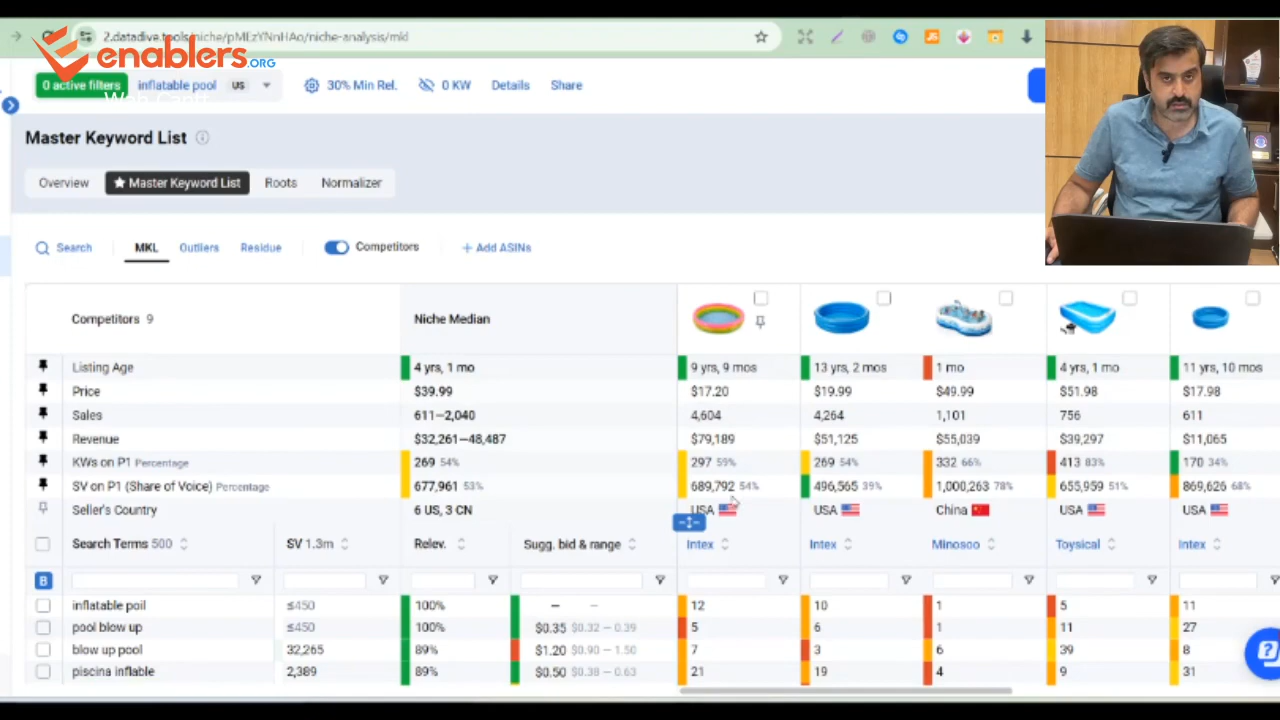 2.datadive.tools/niche/pMEzYNnHAo/niche-analysis/mkl
enablers.ORG
0 active filters inflatable pool US 30% Min Rel. 0 KW Details Share
Master Keyword List
Overview Master Keyword List Roots Normalizer
Search MKL Outliers Residue Competitors + Add ASINs
Competitors 9 Niche Median
Listing Age 4 yrs, 1 mo 9 yrs, 9 mos 13 yrs, 2 mos 1 mo 4 yrs, 1 mo 11 yrs, 10 mos
Price $39.99 $17.20 $19.99 $49.99 $51.98 $17.98
Sales 611—2,040 4,604 4,264 1,101 756 611
Revenue $32,261—48,487 $79,189 $51,125 $55,039 $39,297 $11,065
KWs on P1 Percentage 269 54% 297 59% 269 54% 332 66% 413 83% 170 34%
SV on P1 (Share of Voice) Percentage 677,961 53% 689,792 54% 496,565 39% 1,000,263 78% 655,959 51% 869,626 68%
Seller's Country 6 US, 3 CN USA USA China USA USA
Search Terms 500 SV 1.3m Relev. Sugg. bid & range Intex Intex Minosoo Toysical Intex
B
inflatable poil ≤450 100% – – 12 10 1 5 11
pool blow up ≤450 100% $0.35 $0.32 – 0.39 5 6 1 11 27
blow up pool 32,265 89% $1.20 $0.90 – 1.50 7 3 6 39 8
piscina inflable 2,389 89% $0.50 $0.38 – 0.63 21 19 4 9 31